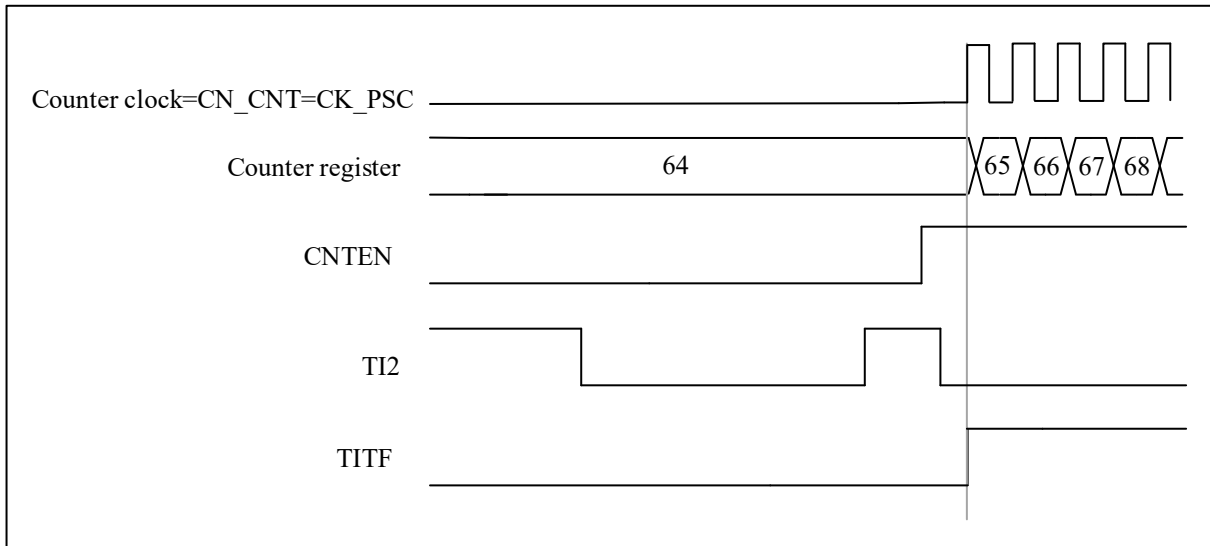 Counter clock=CN_CNT=CK_PSC
Counter register 64 65 66 67 68
CNTEN
TI2
TITF